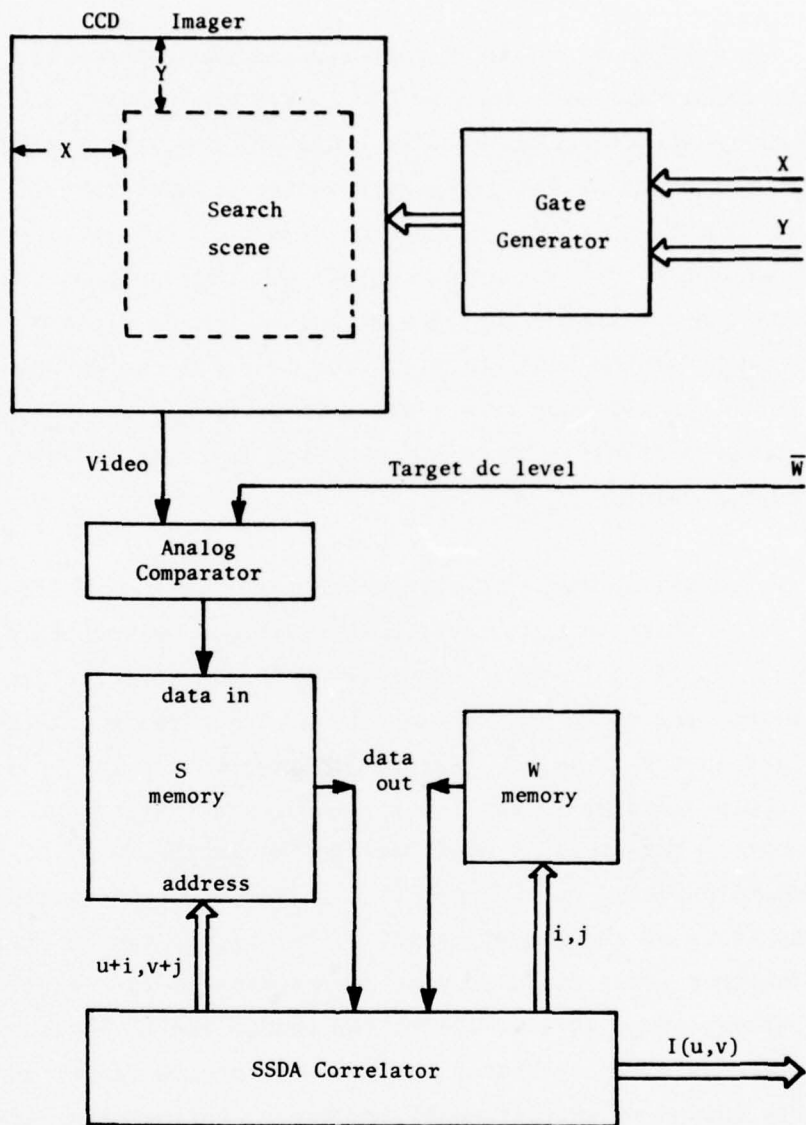 CCD Imager
Y
X
Search
scene
Gate
Generator
X
Y
Video
Target dc level
W̅
Analog
Comparator
data in
S
memory
address
data
out
W
memory
u+i,v+j
i,j
SSDA Correlator
I(u,v)